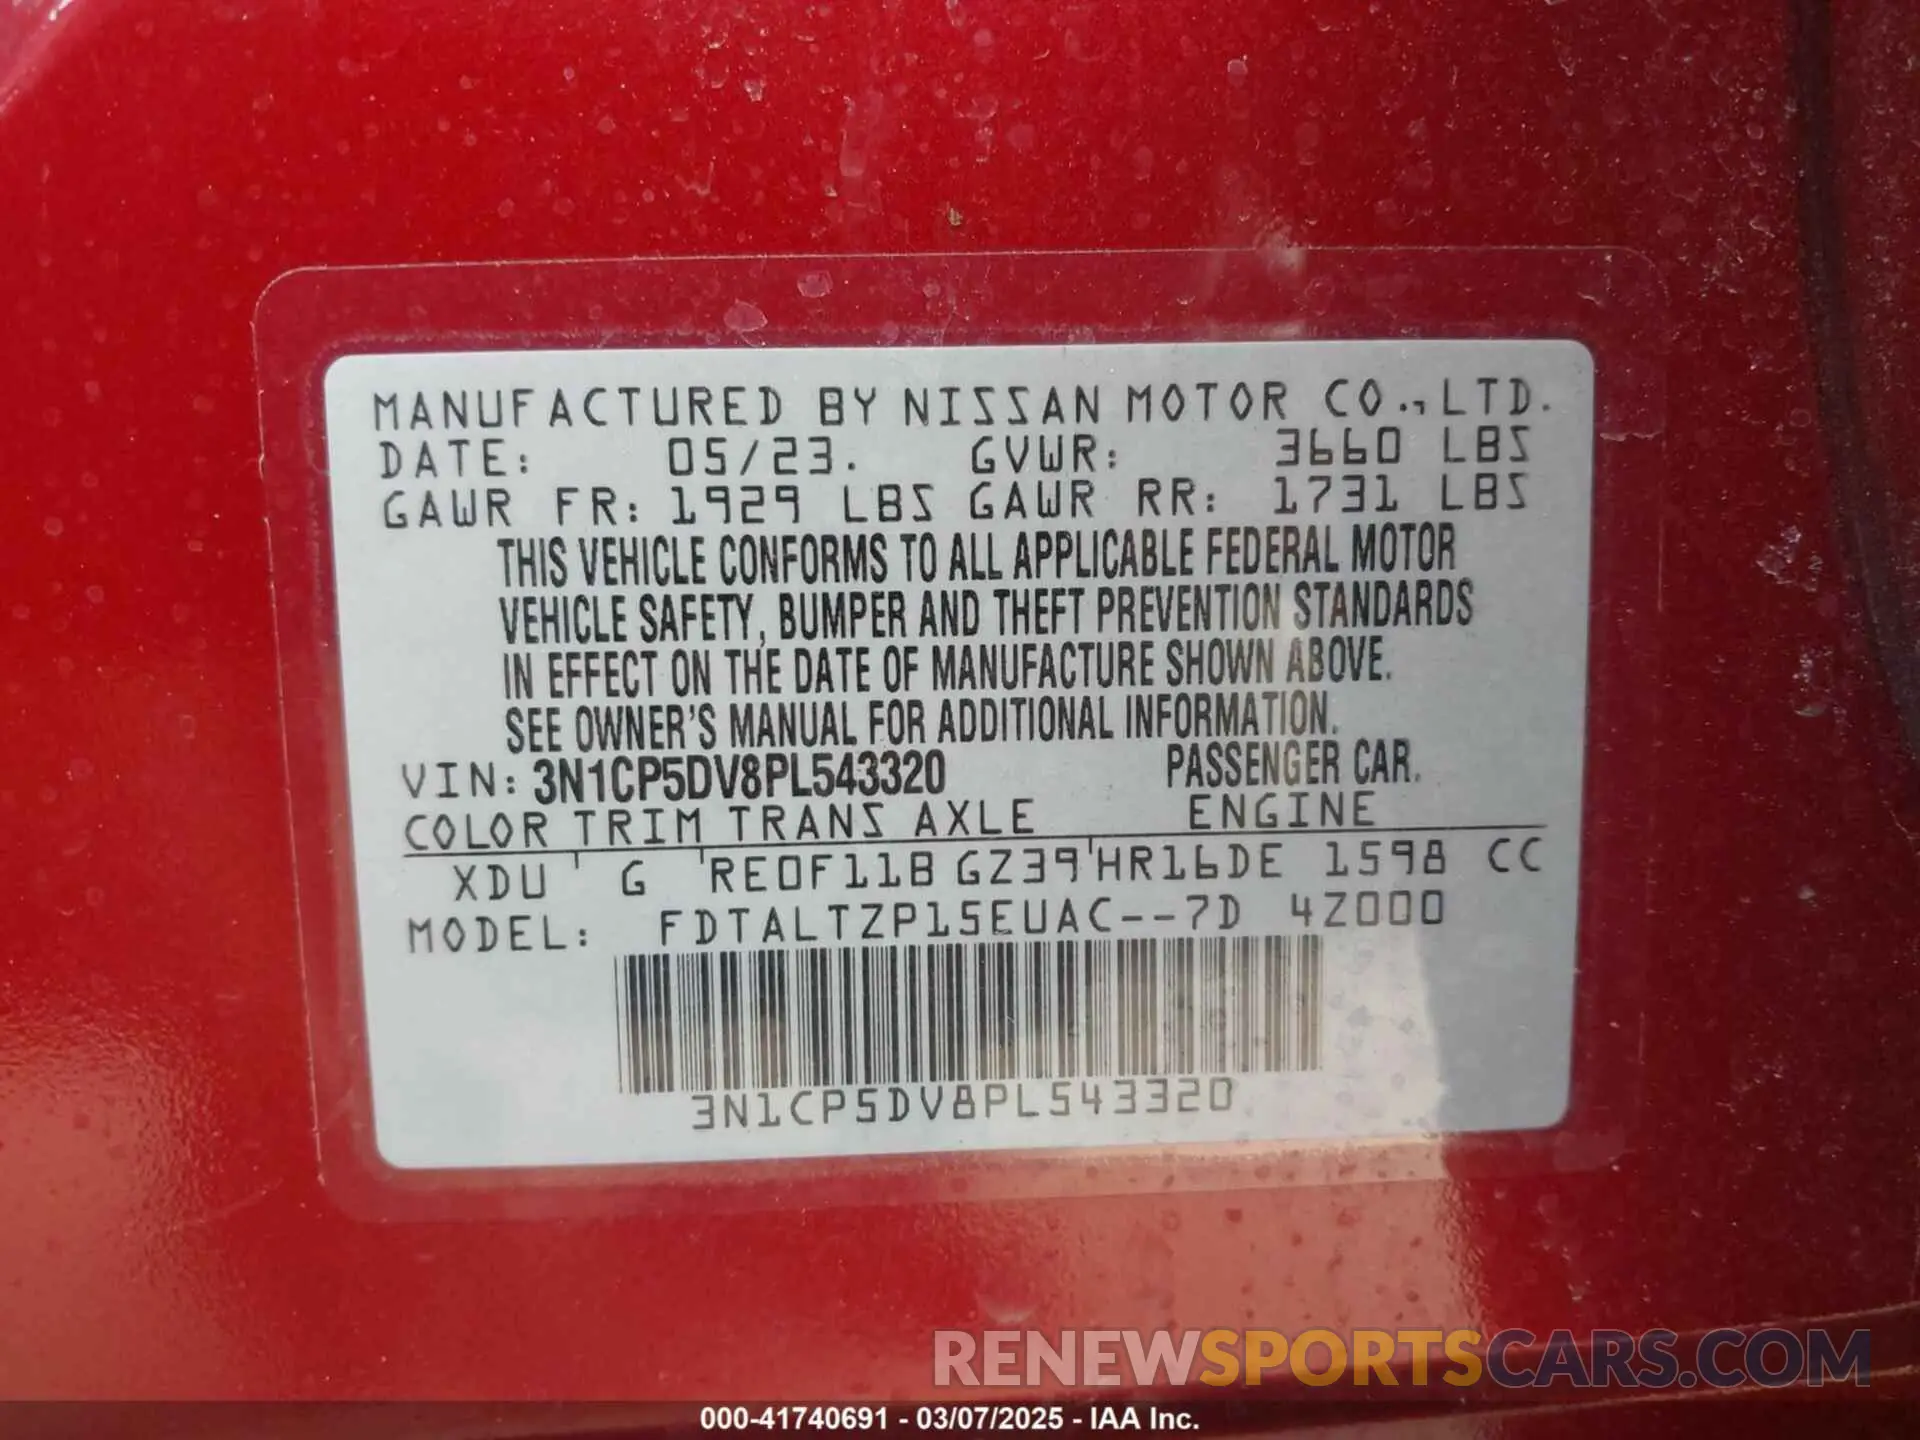 MANUFACTURED BY NISSAN MOTOR CO., LTD.
DATE: 05/23. GVWR: 3660 LBS
GAWR FR: 1929 LBS GAWR RR: 1731 LBS
THIS VEHICLE CONFORMS TO ALL APPLICABLE FEDERAL MOTOR
VEHICLE SAFETY, BUMPER AND THEFT PREVENTION STANDARDS
IN EFFECT ON THE DATE OF MANUFACTURE SHOWN ABOVE.
SEE OWNER'S MANUAL FOR ADDITIONAL INFORMATION.
VIN: 3N1CP5DV8PL543320 PASSENGER CAR.
COLOR TRIM TRANS AXLE ENGINE
XDU G RE0F11B GZ39 HR16DE 1598 CC
MODEL: FDTALTZP15EUAC--7D 4Z000
3N1CP5DV8PL543320
RENEWSPORTSCARS.COM
000-41740691 - 03/07/2025 - IAA Inc.